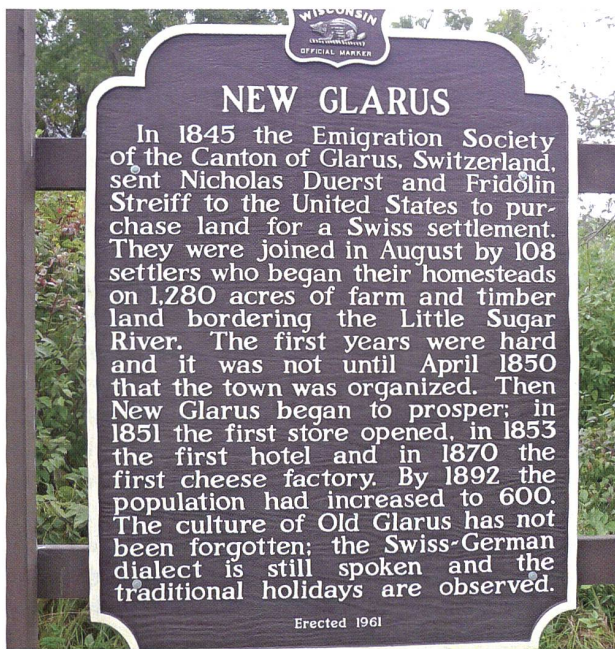 WISCONSIN
OFFICIAL MARKER
NEW GLARUS
In 1845 the Emigration Society
of the Canton of Glarus, Switzerland,
sent Nicholas Duerst and Fridolin
Streiff to the United States to pur-
chase land for a Swiss settlement.
They were joined in August by 108
settlers who began their homesteads
on 1,280 acres of farm and timber
land bordering the Little Sugar
River. The first years were hard
and it was not until April 1850
that the town was organized. Then
New Glarus began to prosper; in
1851 the first store opened, in 1853
the first hotel and in 1870 the
first cheese factory. By 1892 the
population had increased to 600.
The culture of Old Glarus has not
been forgotten; the Swiss-German
dialect is still spoken and the
traditional holidays are observed.
Erected 1961